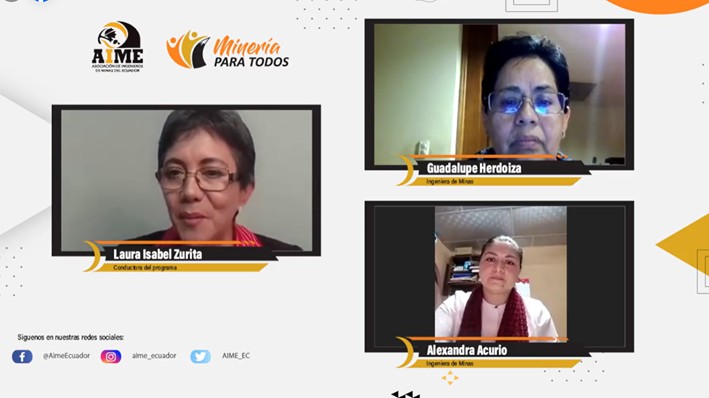 AIME
ASOCIACIÓN DE INGENIEROS
DE MINAS DEL ECUADOR
Minería
PARA TODOS
Laura Isabel Zurita
Conductora del programa
Guadalupe Herdoiza
Ingeniera de Minas
Alexandra Acurio
Ingeniera de Minas
Siguenos en nuestras redes sociales:
@AimeEcuador
aime_ecuador
AIME_EC